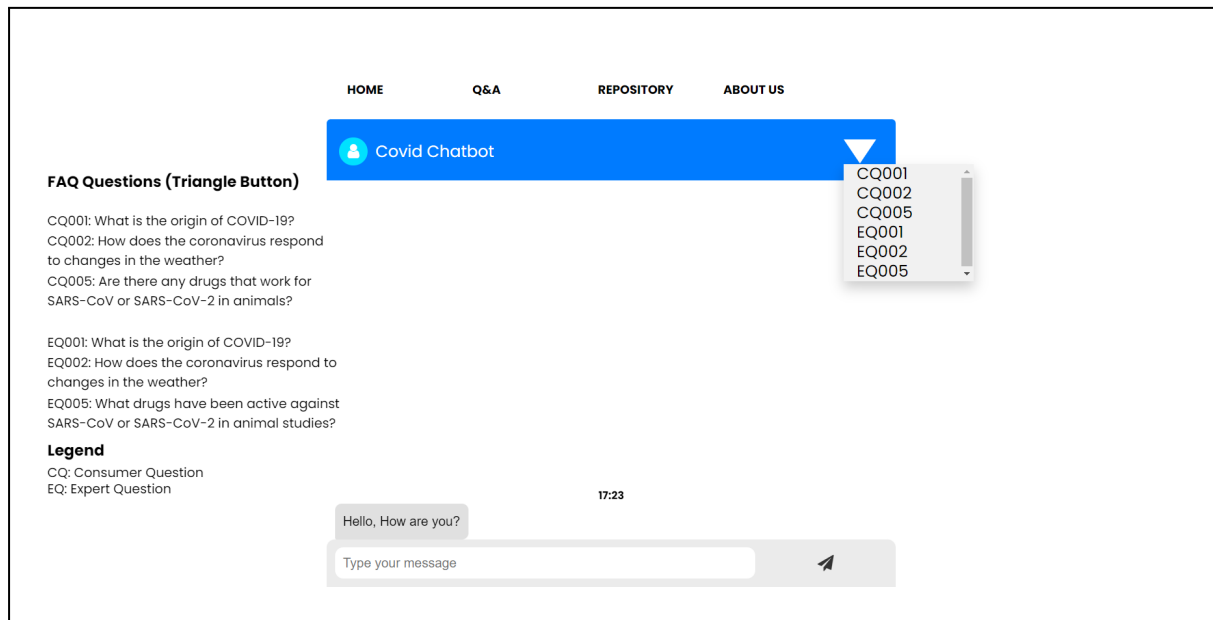 HOME Q&A REPOSITORY ABOUT US
Covid Chatbot
CQ001
CQ002
CQ005
EQ001
EQ002
EQ005
FAQ Questions (Triangle Button)
CQ001: What is the origin of COVID-19?
CQ002: How does the coronavirus respond
to changes in the weather?
CQ005: Are there any drugs that work for
SARS-CoV or SARS-CoV-2 in animals?
EQ001: What is the origin of COVID-19?
EQ002: How does the coronavirus respond to
changes in the weather?
EQ005: What drugs have been active against
SARS-CoV or SARS-CoV-2 in animal studies?
Legend
CQ: Consumer Question
EQ: Expert Question
17:23
Hello, How are you?
Type your message